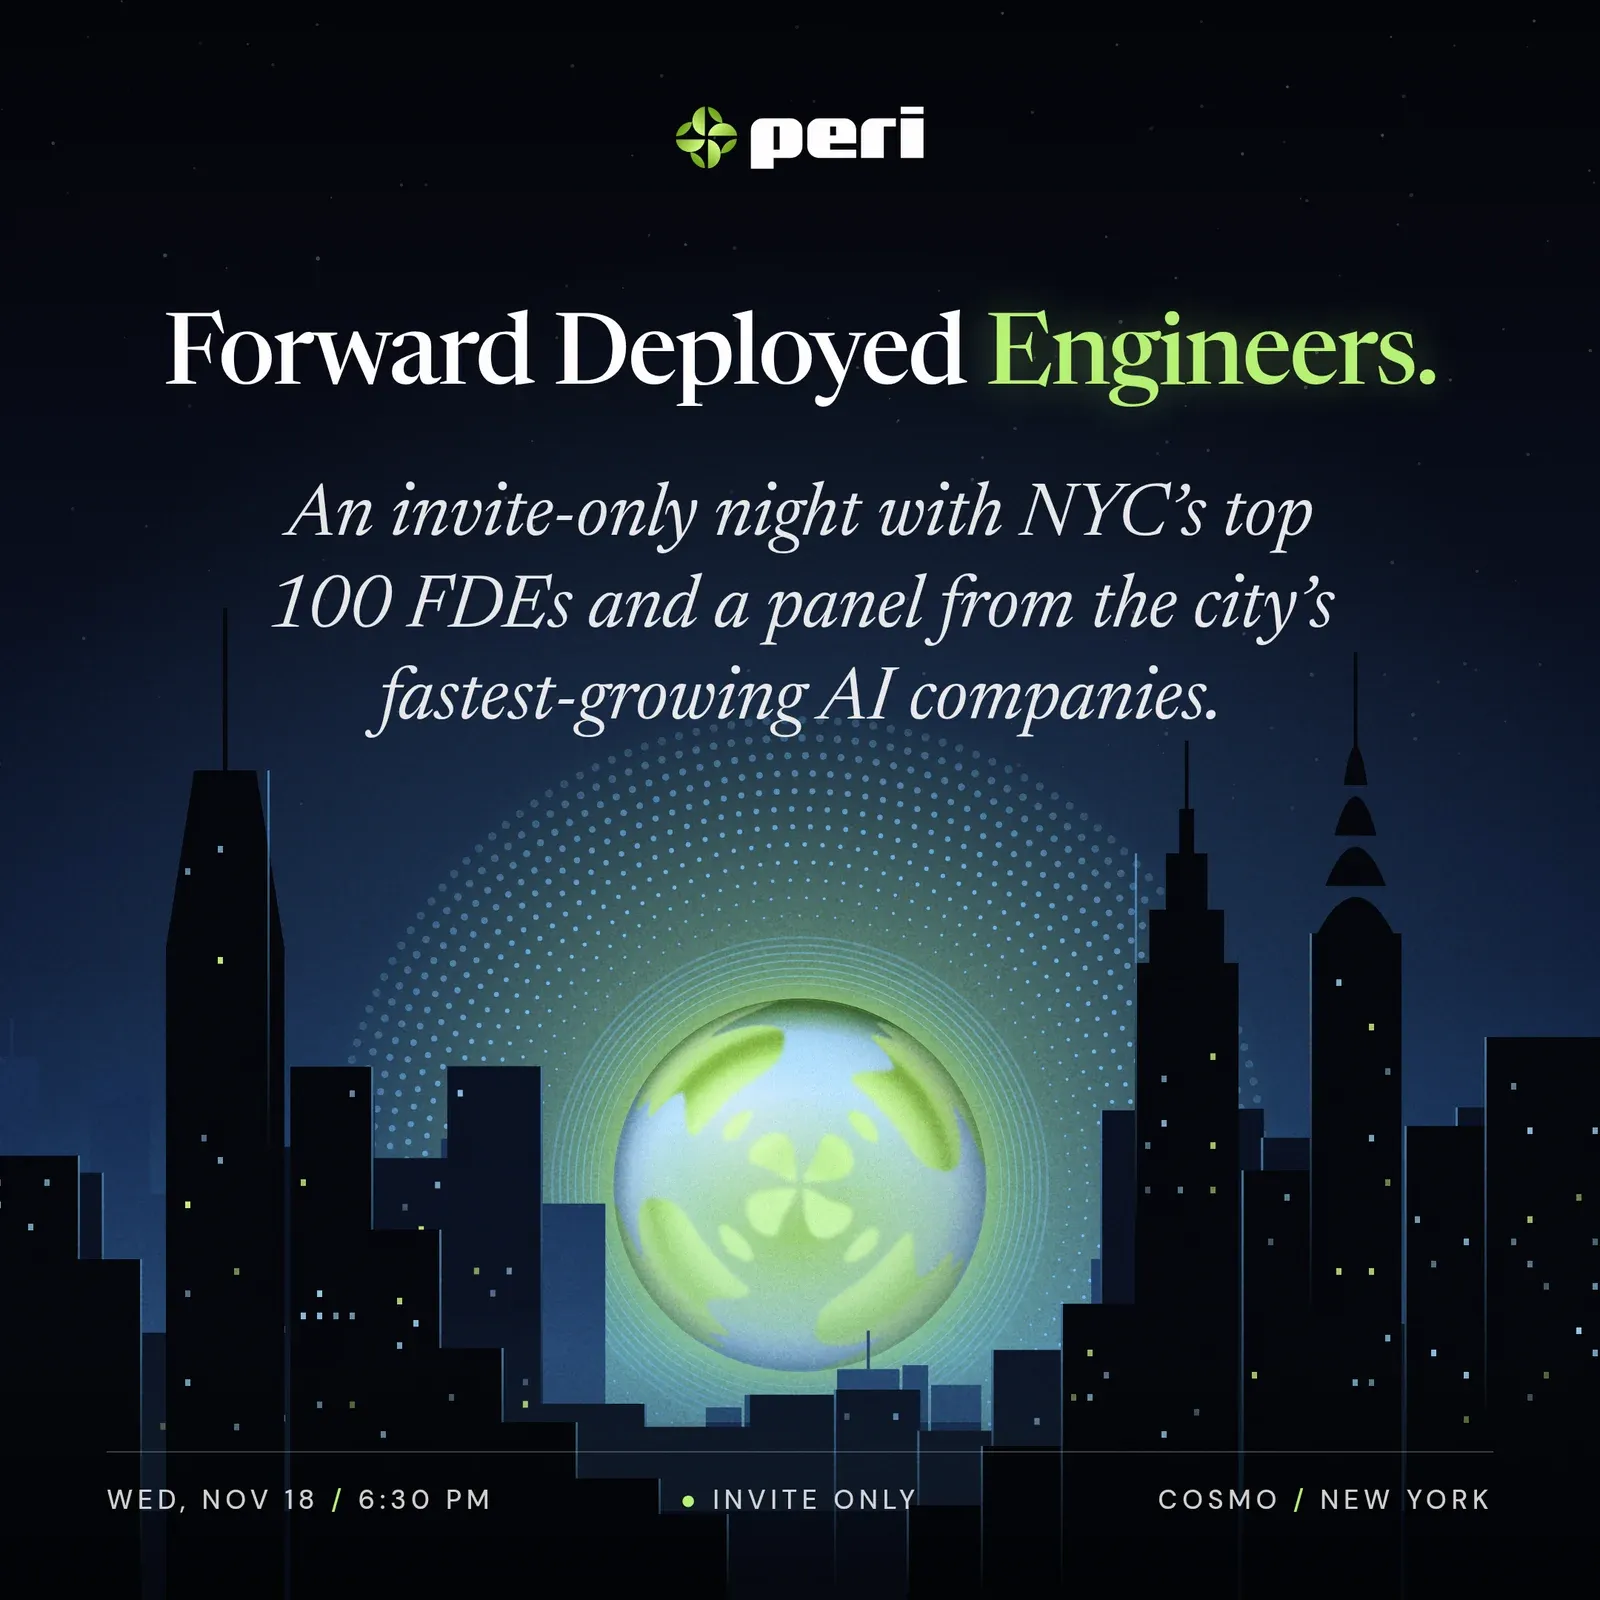 peri
Forward Deployed Engineers.
An invite-only night with NYC’s top
100 FDEs and a panel from the city’s
fastest-growing AI companies.
WED, NOV 18 / 6:30 PM
INVITE ONLY
COSMO / NEW YORK